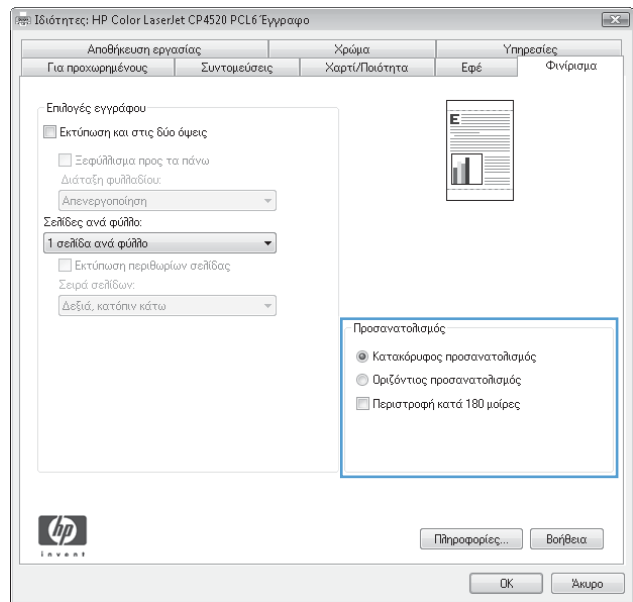 Ιδιότητες: HP Color LaserJet CP4520 PCL6 Έγγραφο
Αποθήκευση εργασίας Χρώμα Υπηρεσίες
Για προχωρημένους Συντομεύσεις Χαρτί/Ποιότητα Εφέ Φινίρισμα
Επιλογές εγγράφου
Εκτύπωση και στις δύο όψεις
Ξεφύλλισμα προς τα πάνω
Διάταξη φυλλαδίου:
Απενεργοποίηση
Σελίδες ανά φύλλο:
1 σελίδα ανά φύλλο
Εκτύπωση περιθωρίων σελίδας
Σειρά σελίδων:
Δεξιά, κατόπιν κάτω
E
Προσανατολισμός
Κατακόρυφος προσανατολισμός
Οριζόντιος προσανατολισμός
Περιστροφή κατά 180 μοίρες
hp
invent
Πληροφορίες... Βοήθεια
OK Άκυρο